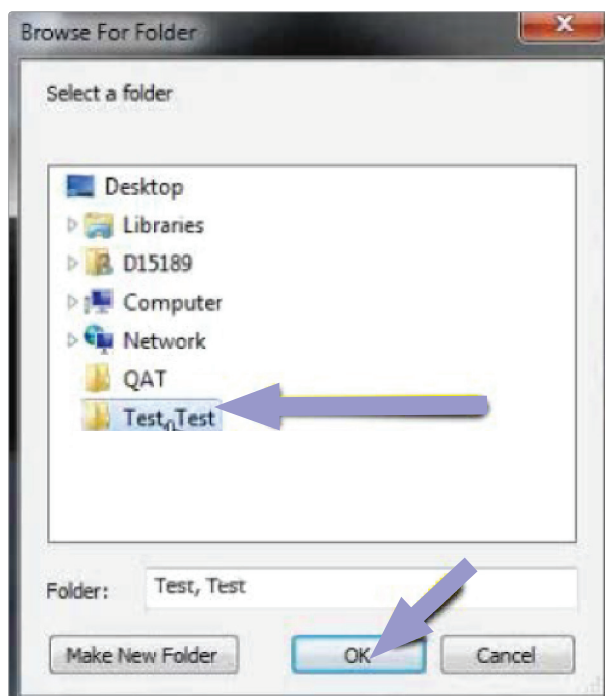 Browse For Folder
Select a folder
Desktop
Libraries
D15189
Computer
Network
QAT
Test, Test
Folder: Test, Test
Make New Folder OK Cancel